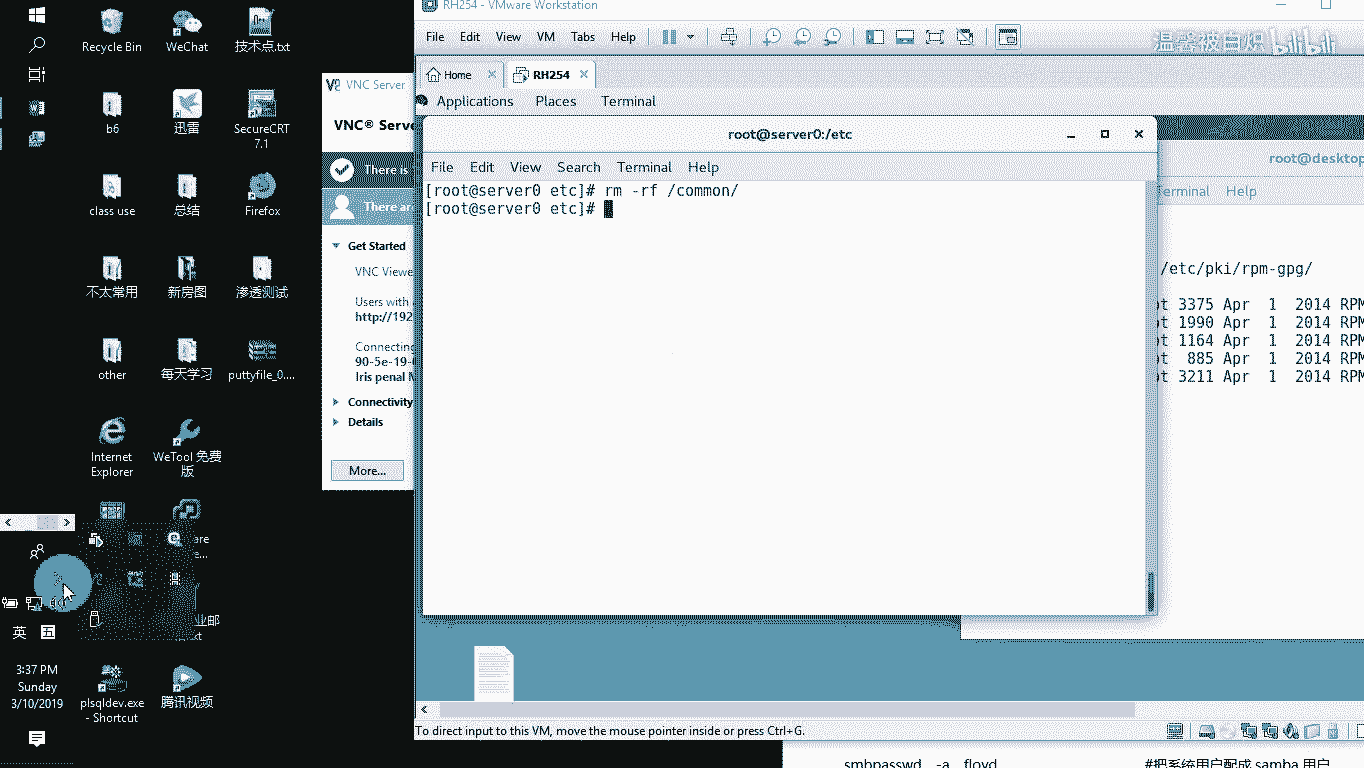 RH254 - VMware Workstation
File Edit View VM Tabs Help
温馨被自炽 bilibili
Home
RH254
Applications Places Terminal
root@server0:/etc
File Edit View Search Terminal Help
[root@server0 etc]# rm -rf /common/
[root@server0 etc]#
root@desktop
Terminal Help
/etc/pki/rpm-gpg/
ot 3375 Apr 1 2014 RPM
ot 1990 Apr 1 2014 RPM
ot 1164 Apr 1 2014 RPM
ot 885 Apr 1 2014 RPM
ot 3211 Apr 1 2014 RPM
VNC Server
VNC® Serve
There is
There are
Get Started
VNC Viewe
Users with
http://192
Connecting
90-5e-19-
Iris penal
Connectivity
Details
More...
Recycle Bin
WeChat
技术点.txt
b6
迅雷
SecureCRT
7.1
class use
总结
Firefox
不太常用
新房图
渗透测试
other
每天学习
puttyfile_0....
Internet
Explorer
WeTool 免费
版
are
e...
业邮
英 五
3:37 PM
Sunday
3/10/2019
plsqldev.exe
- Shortcut
腾讯视频
To direct input to this VM, move the mouse pointer inside or press Ctrl+G.
smbpasswd -a floyd #把系统用户配成 samba 用户